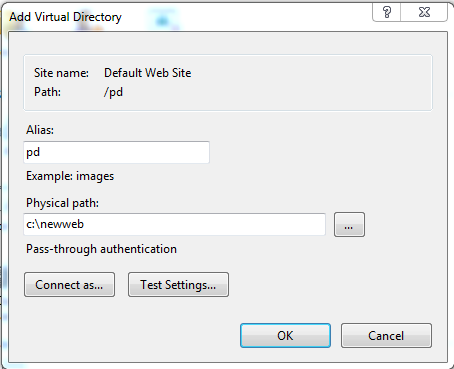 Add Virtual Directory
Site name: Default Web Site
Path: /pd
Alias:
pd
Example: images
Physical path:
c:\newweb
...
Pass-through authentication
Connect as... Test Settings...
OK Cancel